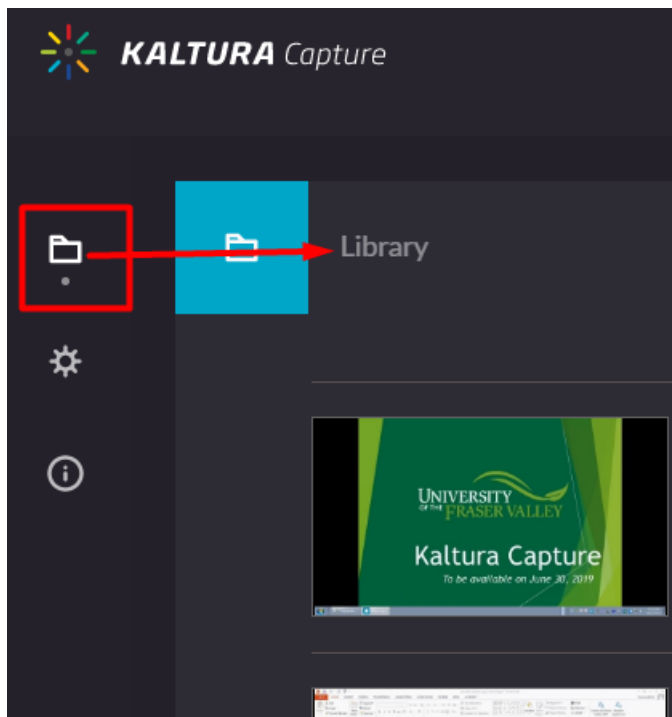 KALTURA Capture
Library
UNIVERSITY
OF THE FRASER VALLEY
Kaltura Capture
To be available on June 30, 2019